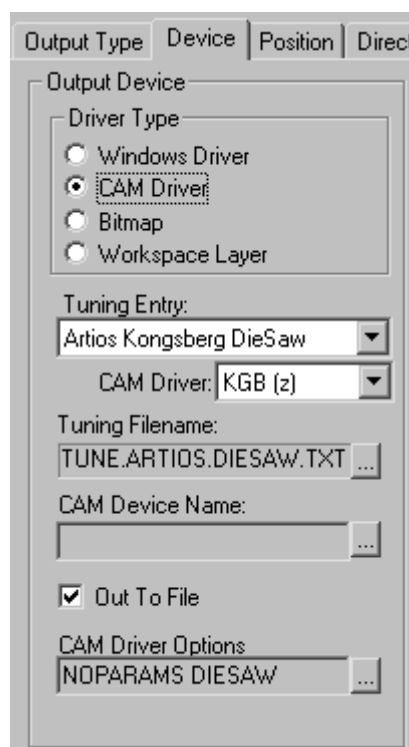 Output Type Device Position Direc
Output Device
Driver Type
Windows Driver
CAM Driver
Bitmap
Workspace Layer
Tuning Entry:
Artios Kongsberg DieSaw
CAM Driver: KGB (z)
Tuning Filename:
TUNE.ARTIOS.DIESAW.TXT ...
CAM Device Name:
...
Out To File
CAM Driver Options
NOPARAMS DIESAW ...